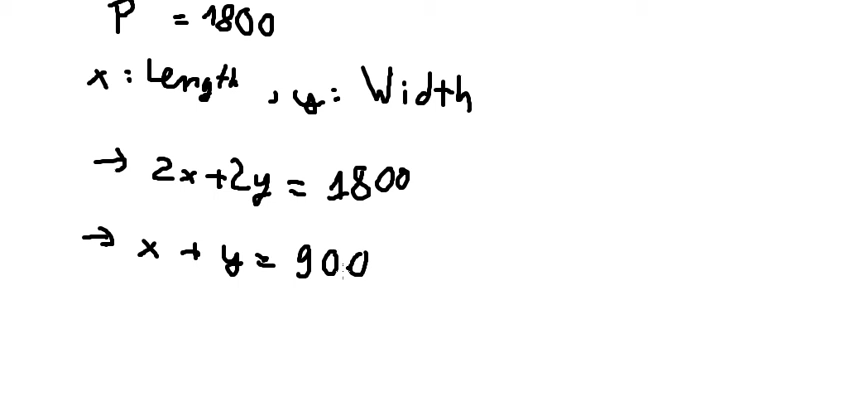 P = 1800
x : Length , y : Width
→ 2x+2y = 1800
→ x + y = 900